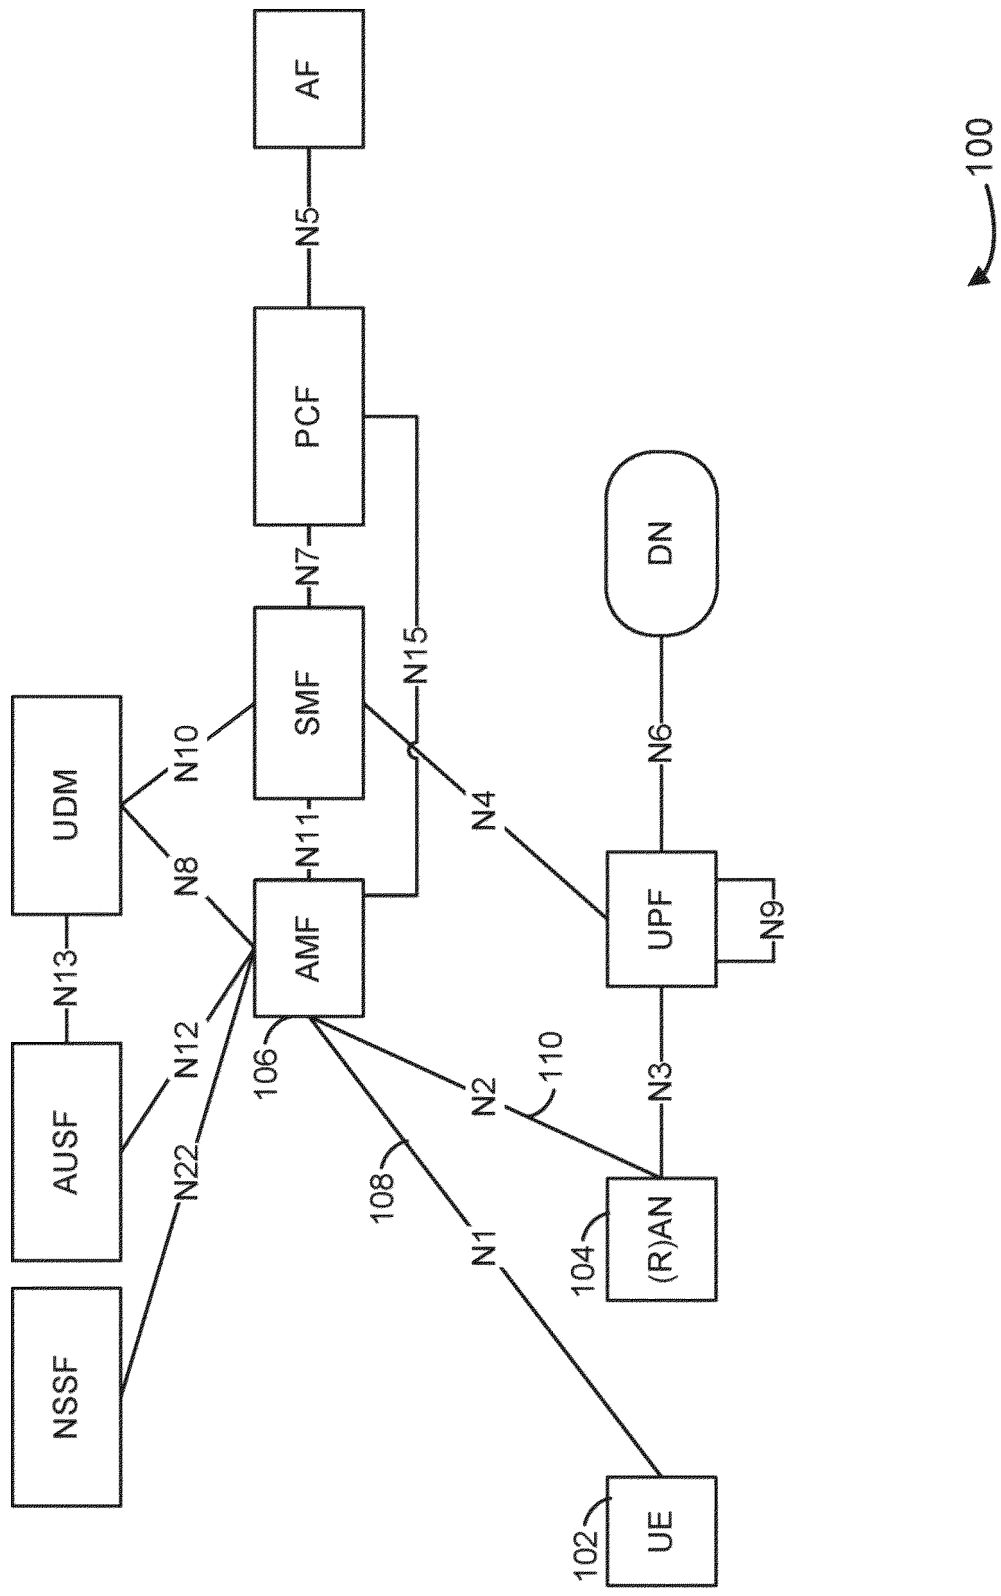 NSSF
AUSF
N13
UDM
N22
N12
N8
N10
106
AMF
N11
SMF
N7
PCF
N5
AF
108
N15
N1
N2
110
N4
102
UE
104
(R)AN
N3
UPF
N6
DN
N9
100